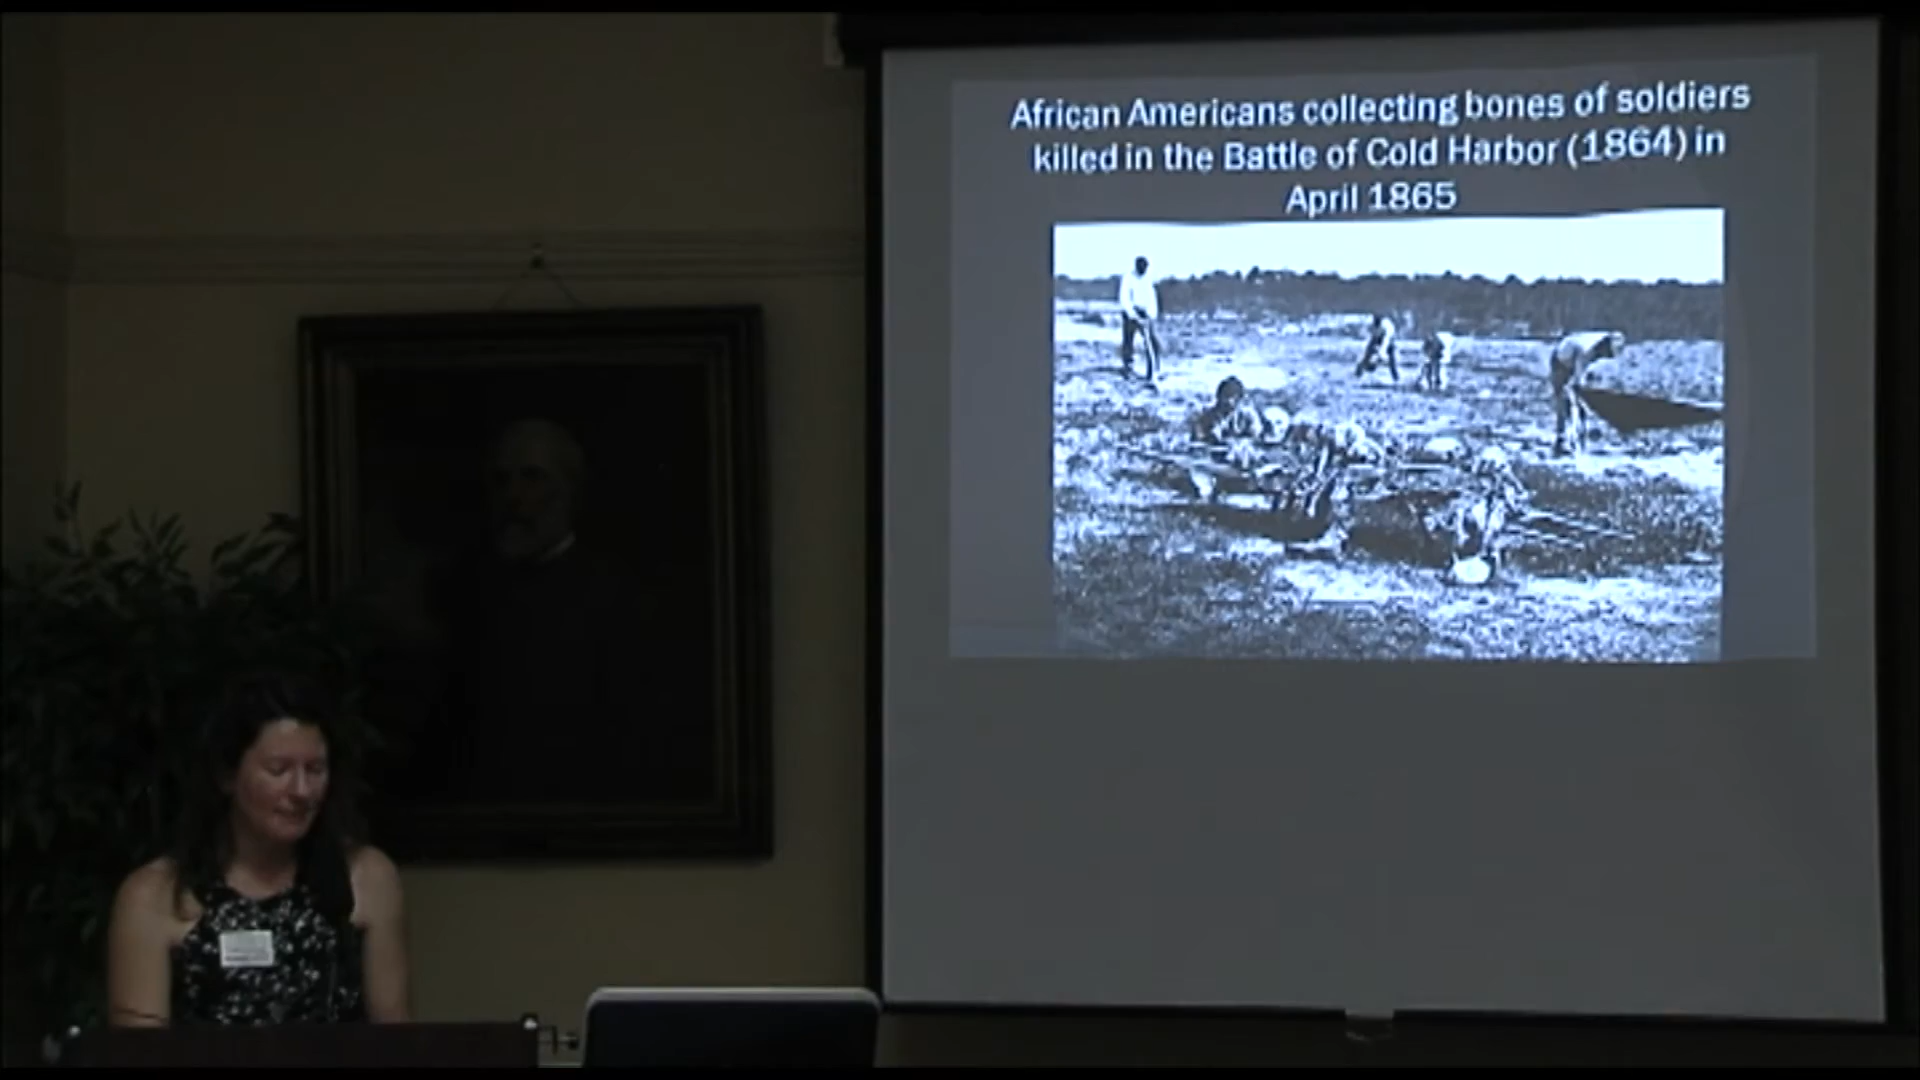 African Americans collecting bones of soldiers
killed in the Battle of Cold Harbor (1864) in
April 1865